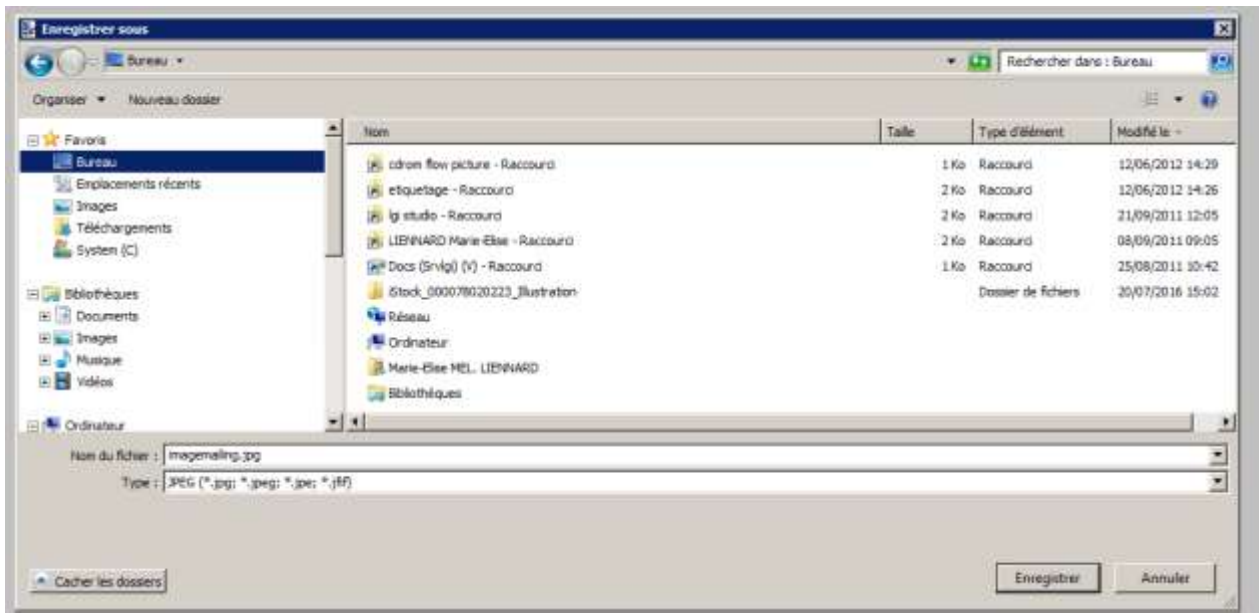 Enregistrer sous
Bureau
Rechercher dans : Bureau
Organiser Nouveau dossier
Favoris
Bureau
Emplacements récents
Images
Téléchargements
System (C)
Bibliothèques
Documents
Images
Musique
Vidéos
Ordinateur
Nom Taille Type d'élément Modifié le
cdrom flow picture - Raccourci 1 Ko Raccourci 12/06/2012 14:29
etiquetage - Raccourci 2 Ko Raccourci 12/06/2012 14:26
lgi studio - Raccourci 2 Ko Raccourci 21/09/2011 12:05
LIENNARD Marie-Elise - Raccourci 2 Ko Raccourci 08/09/2011 09:05
Docs (Srvlgi) (V) - Raccourci 1 Ko Raccourci 25/08/2011 10:42
iStock_000078020223_Illustration Dossier de fichiers 20/07/2016 15:02
Réseau
Ordinateur
Marie-Elise MEL. LIENNARD
Bibliothèques
Nom du fichier : imagemailing.jpg
Type : JPEG (*.jpg; *.jpeg; *.jpe; *.jfif)
Cacher les dossiers
Enregistrer Annuler